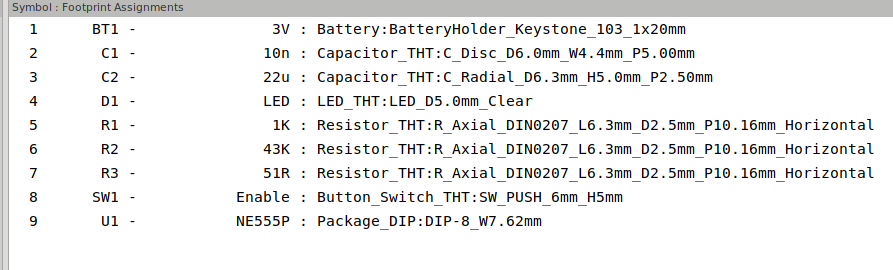 Symbol : Footprint Assignments
1 BT1 - 3V : Battery:BatteryHolder_Keystone_103_1x20mm
2 C1 - 10n : Capacitor_THT:C_Disc_D6.0mm_W4.4mm_P5.00mm
3 C2 - 22u : Capacitor_THT:C_Radial_D6.3mm_H5.0mm_P2.50mm
4 D1 - LED : LED_THT:LED_D5.0mm_Clear
5 R1 - 1K : Resistor_THT:R_Axial_DIN0207_L6.3mm_D2.5mm_P10.16mm_Horizontal
6 R2 - 43K : Resistor_THT:R_Axial_DIN0207_L6.3mm_D2.5mm_P10.16mm_Horizontal
7 R3 - 51R : Resistor_THT:R_Axial_DIN0207_L6.3mm_D2.5mm_P10.16mm_Horizontal
8 SW1 - Enable : Button_Switch_THT:SW_PUSH_6mm_H5mm
9 U1 - NE555P : Package_DIP:DIP-8_W7.62mm